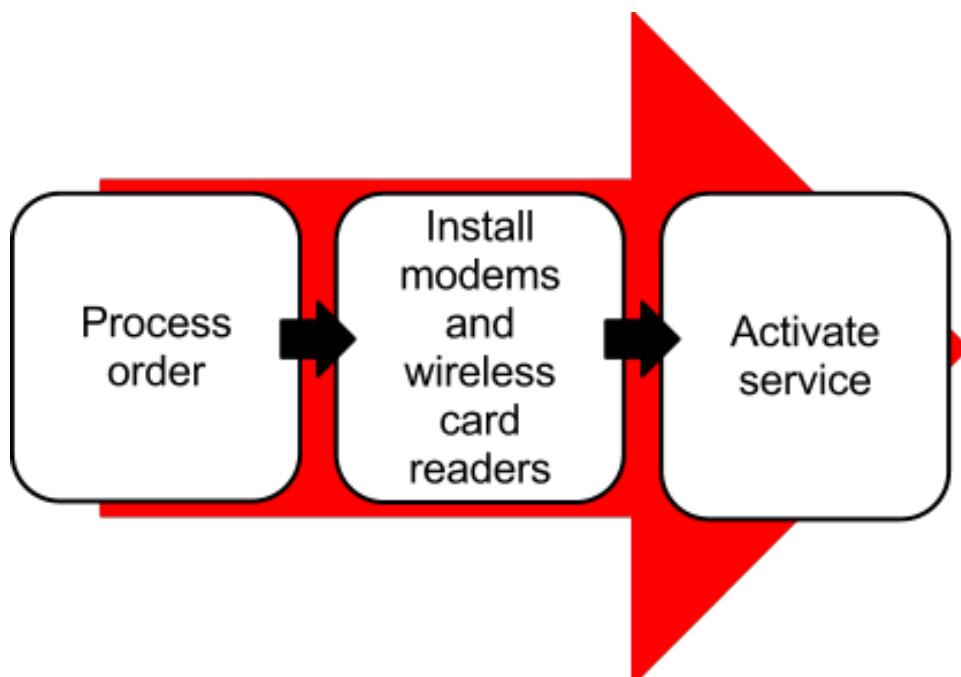 Process
order
Install
modems
and
wireless
card
readers
Activate
service